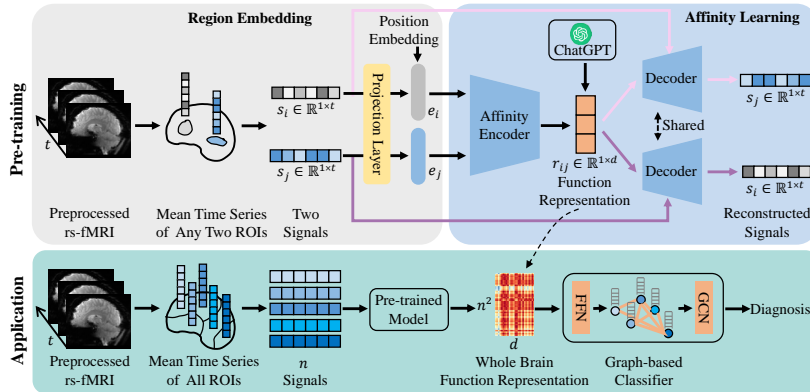 Region Embedding
Position
Embedding
Affinity Learning
Pre-training
t
Preprocessed
rs-fMRI
Mean Time Series
of Any Two ROIs
s_i ∈ ℝ^{1×t}
s_j ∈ ℝ^{1×t}
Two
Signals
Projection Layer
e_i
e_j
Affinity
Encoder
ChatGPT
r_{ij} ∈ ℝ^{1×d}
Function
Representation
Decoder
Shared
Decoder
s_j ∈ ℝ^{1×t}
s_i ∈ ℝ^{1×t}
Reconstructed
Signals
Application
t
Preprocessed
rs-fMRI
Mean Time Series
of All ROIs
n
Signals
Pre-trained
Model
n^2
d
Whole Brain
Function Representation
FFN
GCN
Graph-based
Classifier
Diagnosis